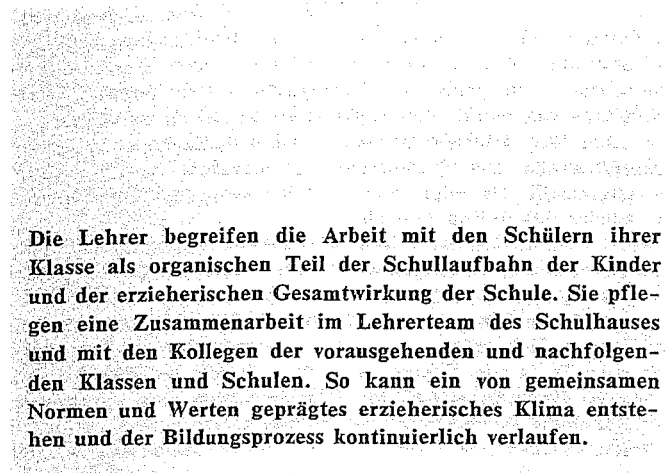 Die Lehrer begreifen die Arbeit mit den Schülern ihrer
Klasse als organischen Teil der Schullaufbahn der Kinder
und der erzieherischen Gesamtwirkung der Schule. Sie pfle-
gen eine Zusammenarbeit im Lehrerteam des Schulhauses
und mit den Kollegen der vorausgehenden und nachfolgen-
den Klassen und Schulen. So kann ein von gemeinsamen
Normen und Werten geprägtes erzieherisches Klima entste-
hen und der Bildungsprozess kontinuierlich verlaufen.